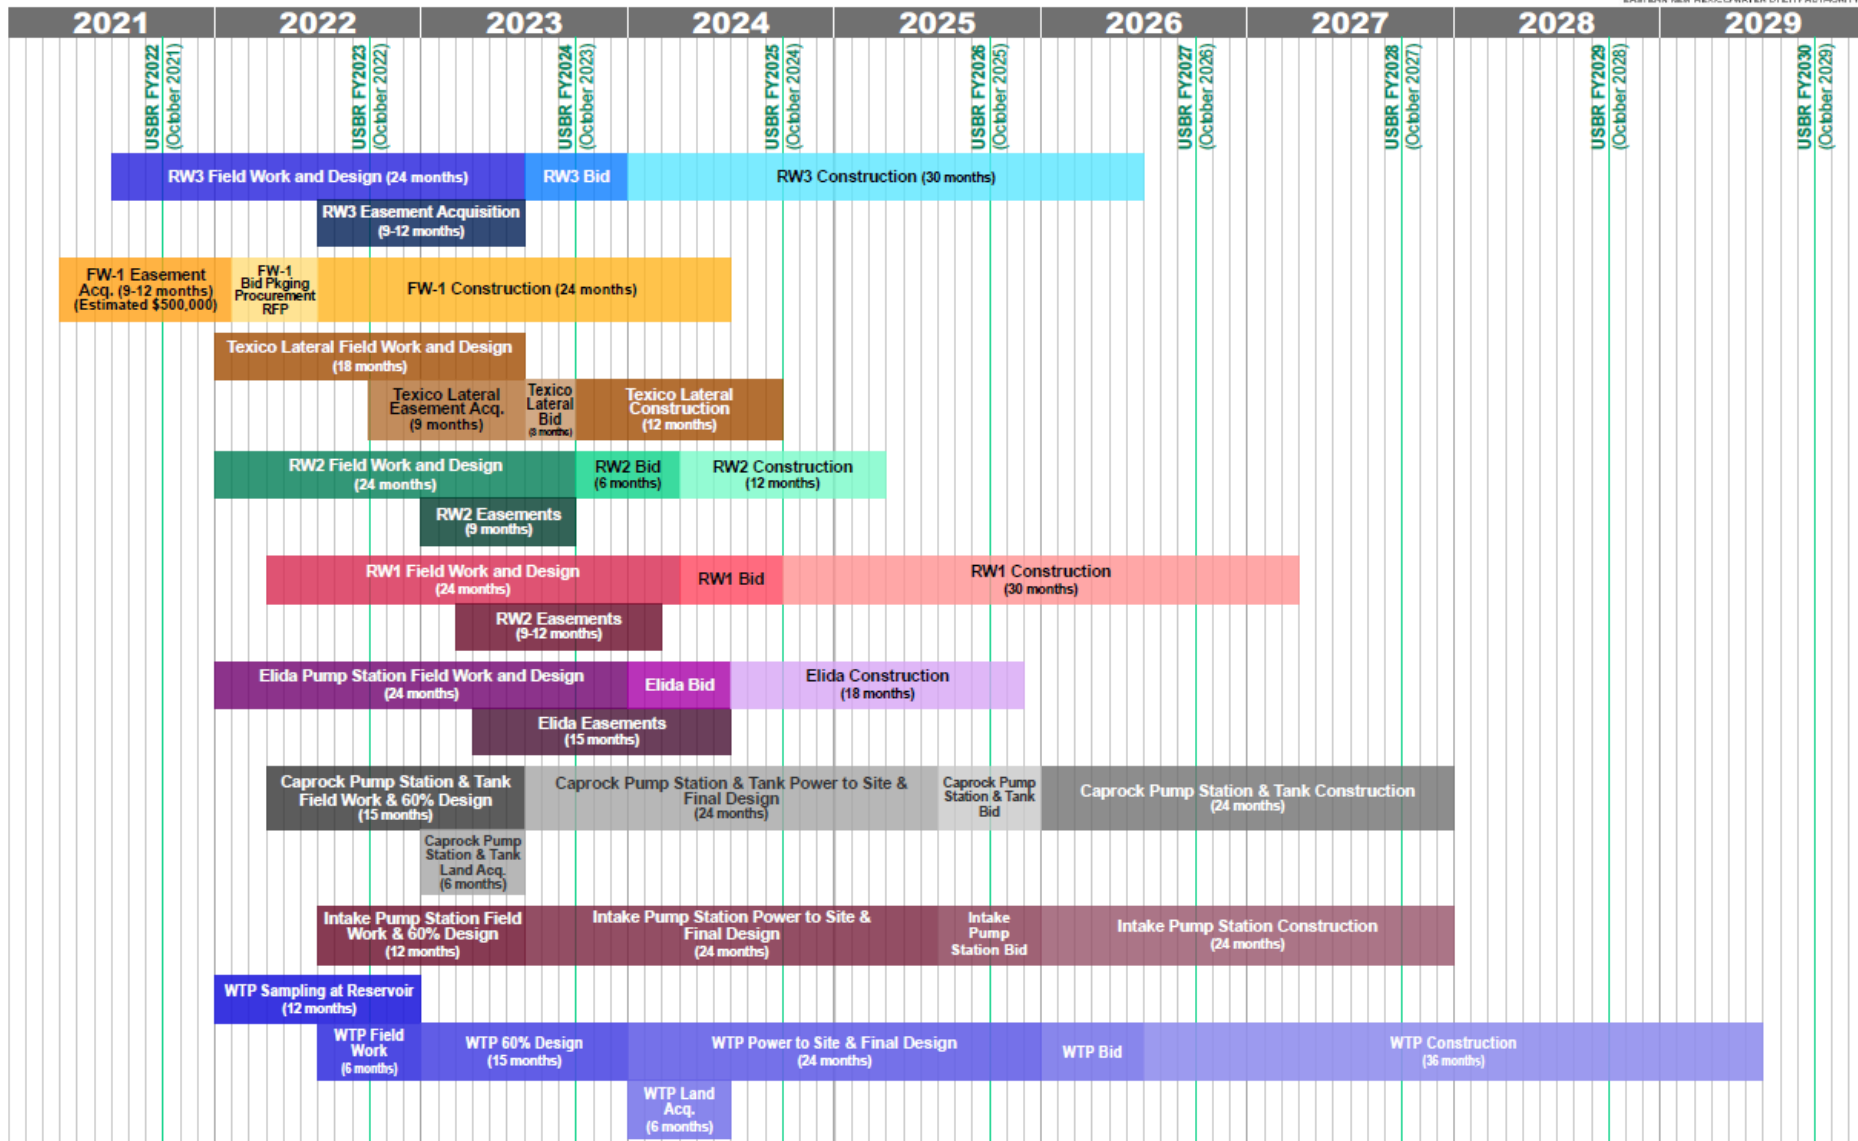 2021 2022 2023 2024 2025 2026 2027 2028 2029
USBR FY2022
(October 2021)
USBR FY2023
(October 2022)
USBR FY2024
(October 2023)
USBR FY2025
(October 2024)
USBR FY2026
(October 2025)
USBR FY2027
(October 2026)
USBR FY2028
(October 2027)
USBR FY2029
(October 2028)
USBR FY2030
(October 2029)
RW3 Field Work and Design (24 months)
RW3 Bid
RW3 Construction (30 months)
RW3 Easement Acquisition
(9-12 months)
FW-1 Easement
Acq. (9-12 months)
(Estimated $500,000)
FW-1
Bid Pkging
Procurement
RFP
FW-1 Construction (24 months)
Texico Lateral Field Work and Design
(18 months)
Texico Lateral
Easement Acq.
(9 months)
Texico
Lateral
Bid
(3 months)
Texico Lateral
Construction
(12 months)
RW2 Field Work and Design
(24 months)
RW2 Bid
(6 months)
RW2 Construction
(12 months)
RW2 Easements
(9 months)
RW1 Field Work and Design
(24 months)
RW1 Bid
RW1 Construction
(30 months)
RW2 Easements
(9-12 months)
Elida Pump Station Field Work and Design
(24 months)
Elida Bid
Elida Construction
(18 months)
Elida Easements
(15 months)
Caprock Pump Station & Tank
Field Work & 60% Design
(15 months)
Caprock Pump Station & Tank Power to Site &
Final Design
(24 months)
Caprock Pump
Station & Tank
Bid
Caprock Pump Station & Tank Construction
(24 months)
Caprock Pump
Station & Tank
Land Acq.
(6 months)
Intake Pump Station Field
Work & 60% Design
(12 months)
Intake Pump Station Power to Site &
Final Design
(24 months)
Intake
Pump
Station Bid
Intake Pump Station Construction
(24 months)
WTP Sampling at Reservoir
(12 months)
WTP Field
Work
(6 months)
WTP 60% Design
(15 months)
WTP Power to Site & Final Design
(24 months)
WTP Bid
WTP Construction
(36 months)
WTP Land
Acq.
(6 months)